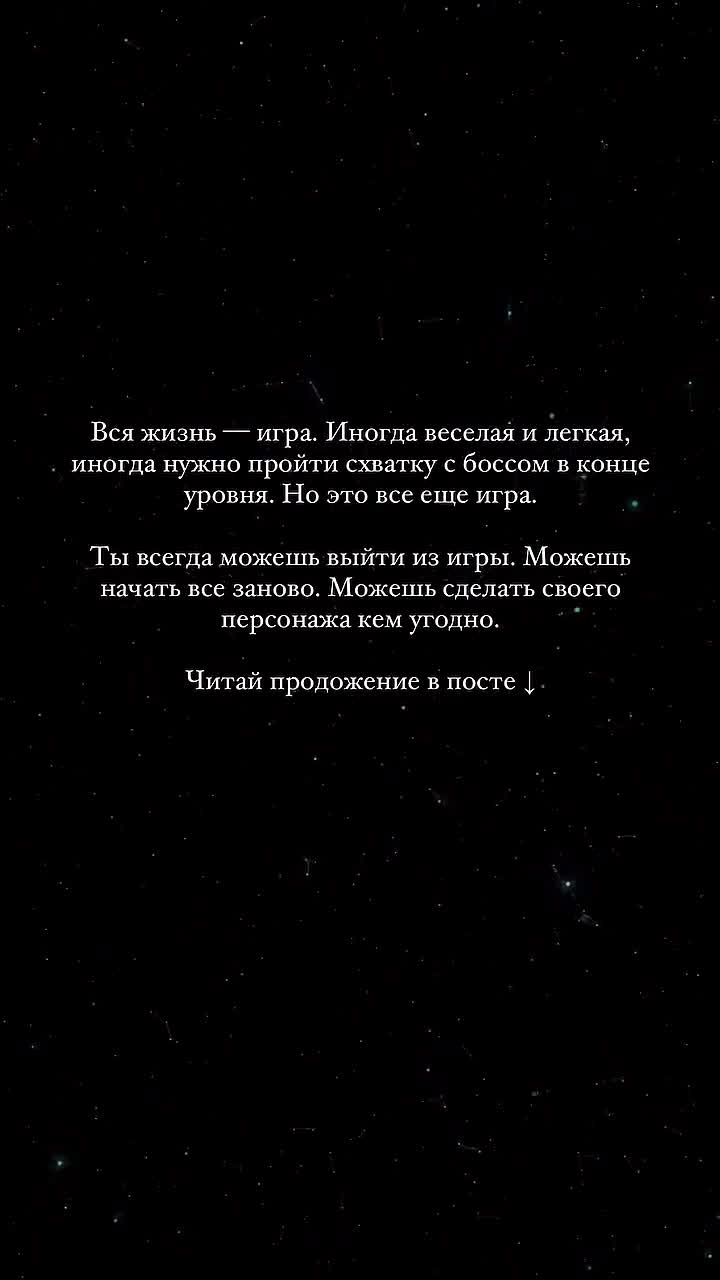 Вся жизнь — игра. Иногда веселая и легкая,
иногда нужно пройти схватку с боссом в конце
уровня. Но это все еще игра.
Ты всегда можешь выйти из игры. Можешь
начать все заново. Можешь сделать своего
персонажа кем угодно.
Читай продожение в посте ↓